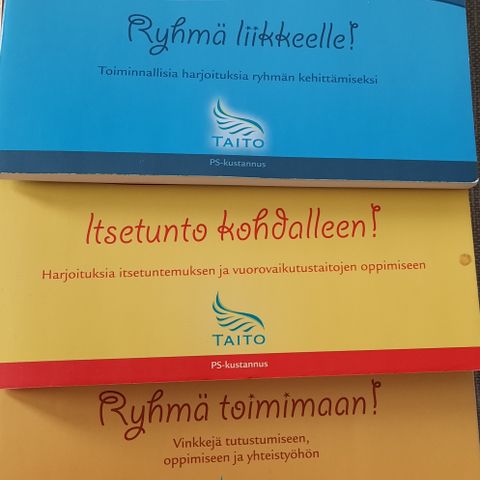 Ryhmä liikkeelle!
Toiminnallisia harjoituksia ryhmän kehittämiseksi
TAITO
PS-kustannus
Itsetunto kohdalleen!
Harjoituksia itsetuntemuksen ja vuorovaikutustaitojen oppimiseen
TAITO
PS-kustannus
Ryhmä toimimaan!
Vinkkejä tutustumiseen,
oppimiseen ja yhteistyöhön